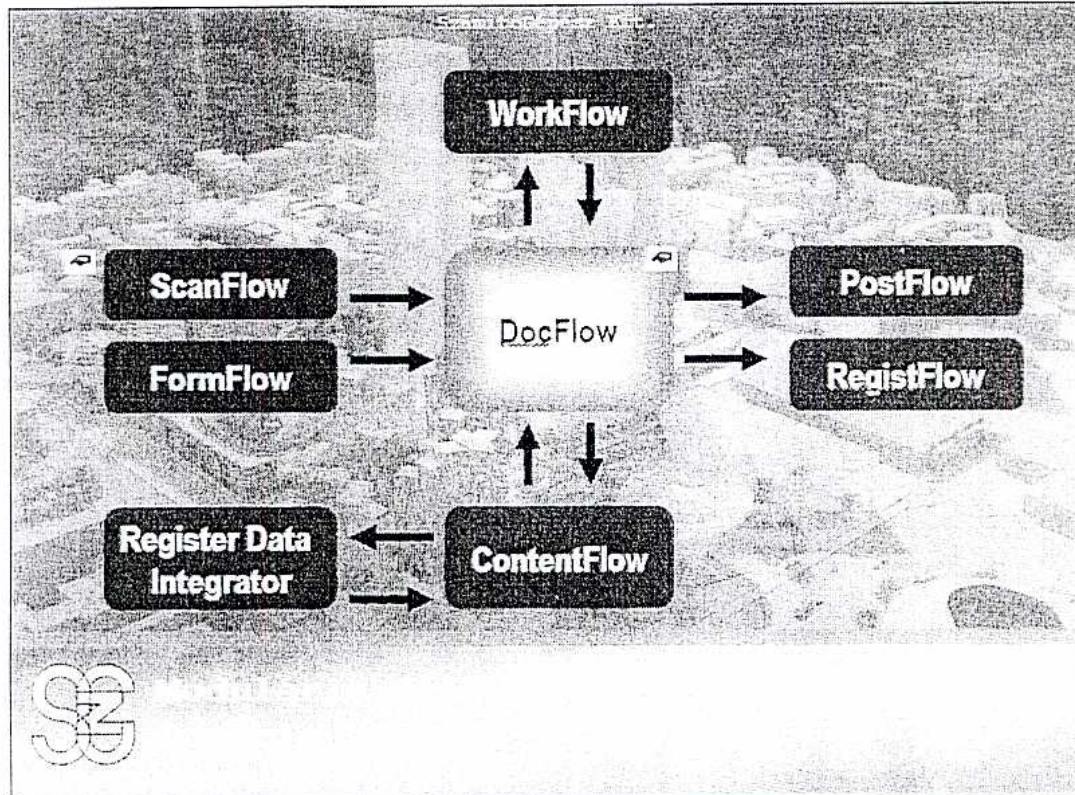 WorkFlow
ScanFlow
DocFlow
PostFlow
FormFlow
RegistFlow
Register Data
Integrator
ContentFlow